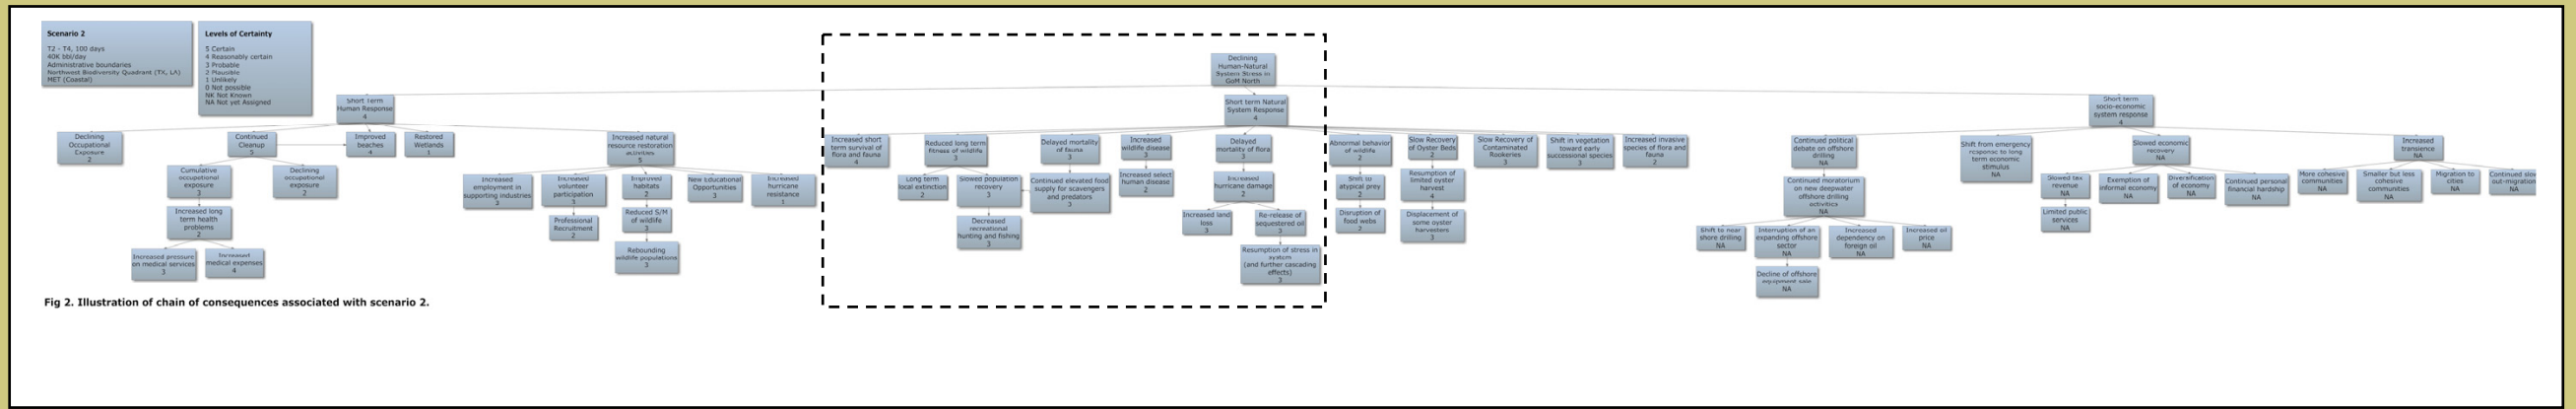 Scenario 2
T2 - T4, 100 days
40K bbl/day
Administrative boundaries
Northwest Biodiversity Quadrant (TX, LA)
MET (Coastal)
Levels of Certainty
5 Certain
4 Reasonably certain
3 Probable
2 Plausible
1 Unlikely
0 Not possible
NK Not Known
NA Not yet Assigned
Declining
Human-Natural
System Stress in
GoM North
Short Term
Human Response
4
Short term Natural
System Response
4
Short term
socio-economic
system response
4
Declining
Occupational
Exposure
2
Continued
Cleanup
5
Improved
beaches
4
Restored
Wetlands
1
Increased natural
resource restoration
activities
5
Cumulative
occupational
exposure
3
Declining
occupational
exposure
2
Increased long
term health
problems
2
Increased pressure
on medical services
3
Increased
medical expenses
4
Increased
employment in
supporting industries
3
Increased
volunteer
participation
3
Professional
Recruitment
2
Improved
habitats
2
Reduced S/M
of wildlife
3
Rebounding
wildlife populations
3
New Educational
Opportunities
3
Increased
hurricane
resistance
1
Increased short
term survival of
flora and fauna
4
Reduced long term
fitness of wildlife
3
Long term
local extinction
2
Slowed population
recovery
3
Decreased
recreational
hunting and fishing
3
Delayed mortality
of fauna
3
Continued elevated food
supply for scavengers
and predators
3
Increased
wildlife disease
3
Increased select
human disease
2
Delayed
mortality of flora
3
Increased
hurricane damage
2
Increased land
loss
3
Re-release of
sequestered oil
3
Resumption of stress in
system
(and further cascading
effects)
3
Abnormal behavior
of wildlife
2
Shift to
atypical prey
2
Disruption of
food webs
2
Slow Recovery
of Oyster Beds
2
Resumption of
limited oyster
harvest
4
Displacement of
some oyster
harvesters
3
Slow Recovery of
Contaminated
Rookeries
3
Shift in vegetation
toward early
successional species
3
Increased invasive
species of flora and
fauna
2
Continued political
debate on offshore
drilling
NA
Continued moratorium
on new deepwater
offshore drilling
activities
NA
Shift to near
shore drilling
NA
Interruption of an
expanding offshore
sector
NA
Decline of offshore
equipment sale
NA
Increased
dependency on
foreign oil
NA
Increased oil
price
NA
Shift from emergency
response to long
term economic
stimulus
NA
Slowed economic
recovery
NA
Slowed tax
revenue
NA
Limited public
services
NA
Exemption of
informal economy
NA
Diversification
of economy
NA
Continued personal
financial hardship
NA
Increased
transience
NA
More cohesive
communities
NA
Smaller but less
cohesive
communities
NA
Migration to
cities
NA
Continued slow
out-migration
NA
Fig 2. Illustration of chain of consequences associated with scenario 2.